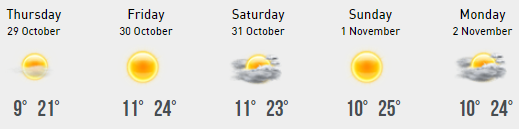 Thursday Friday Saturday Sunday Monday
29 October 30 October 31 October 1 November 2 November
9° 21° 11° 24° 11° 23° 10° 25° 10° 24°